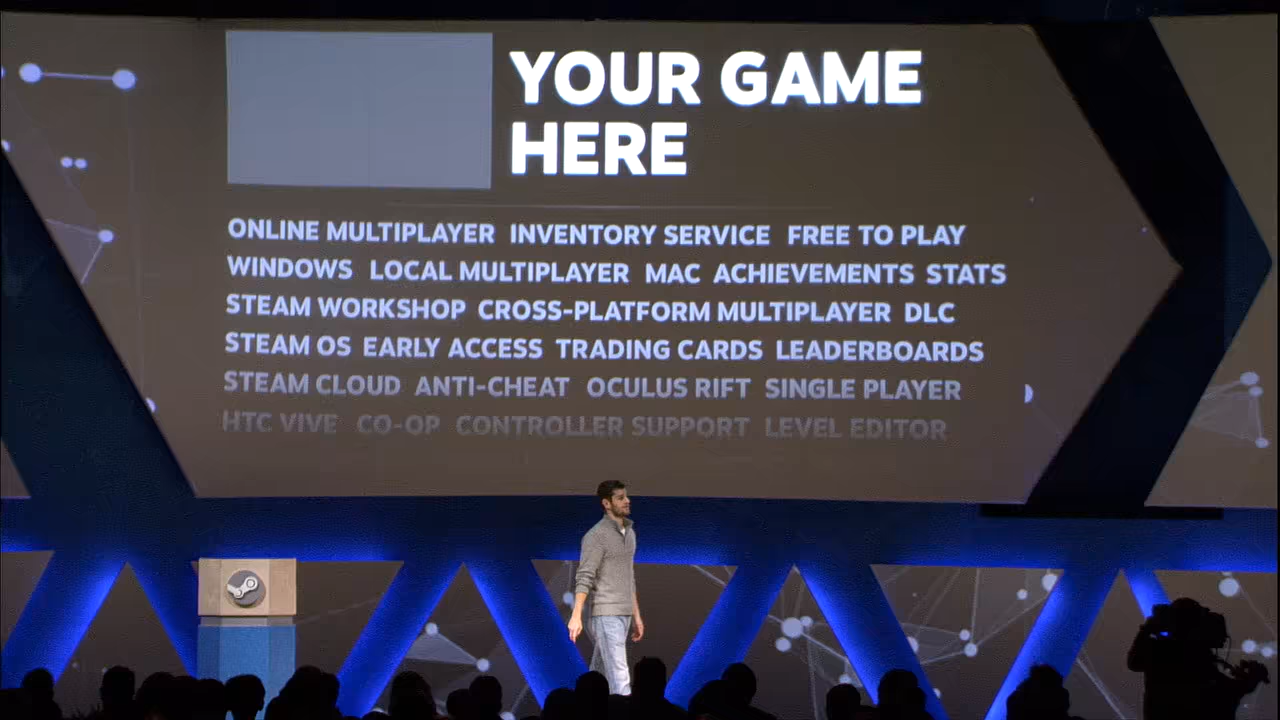 YOUR GAME
HERE
ONLINE MULTIPLAYER INVENTORY SERVICE FREE TO PLAY
WINDOWS LOCAL MULTIPLAYER MAC ACHIEVEMENTS STATS
STEAM WORKSHOP CROSS-PLATFORM MULTIPLAYER DLC
STEAM OS EARLY ACCESS TRADING CARDS LEADERBOARDS
STEAM CLOUD ANTI-CHEAT OCULUS RIFT SINGLE PLAYER
HTC VIVE CO-OP CONTROLLER SUPPORT LEVEL EDITOR